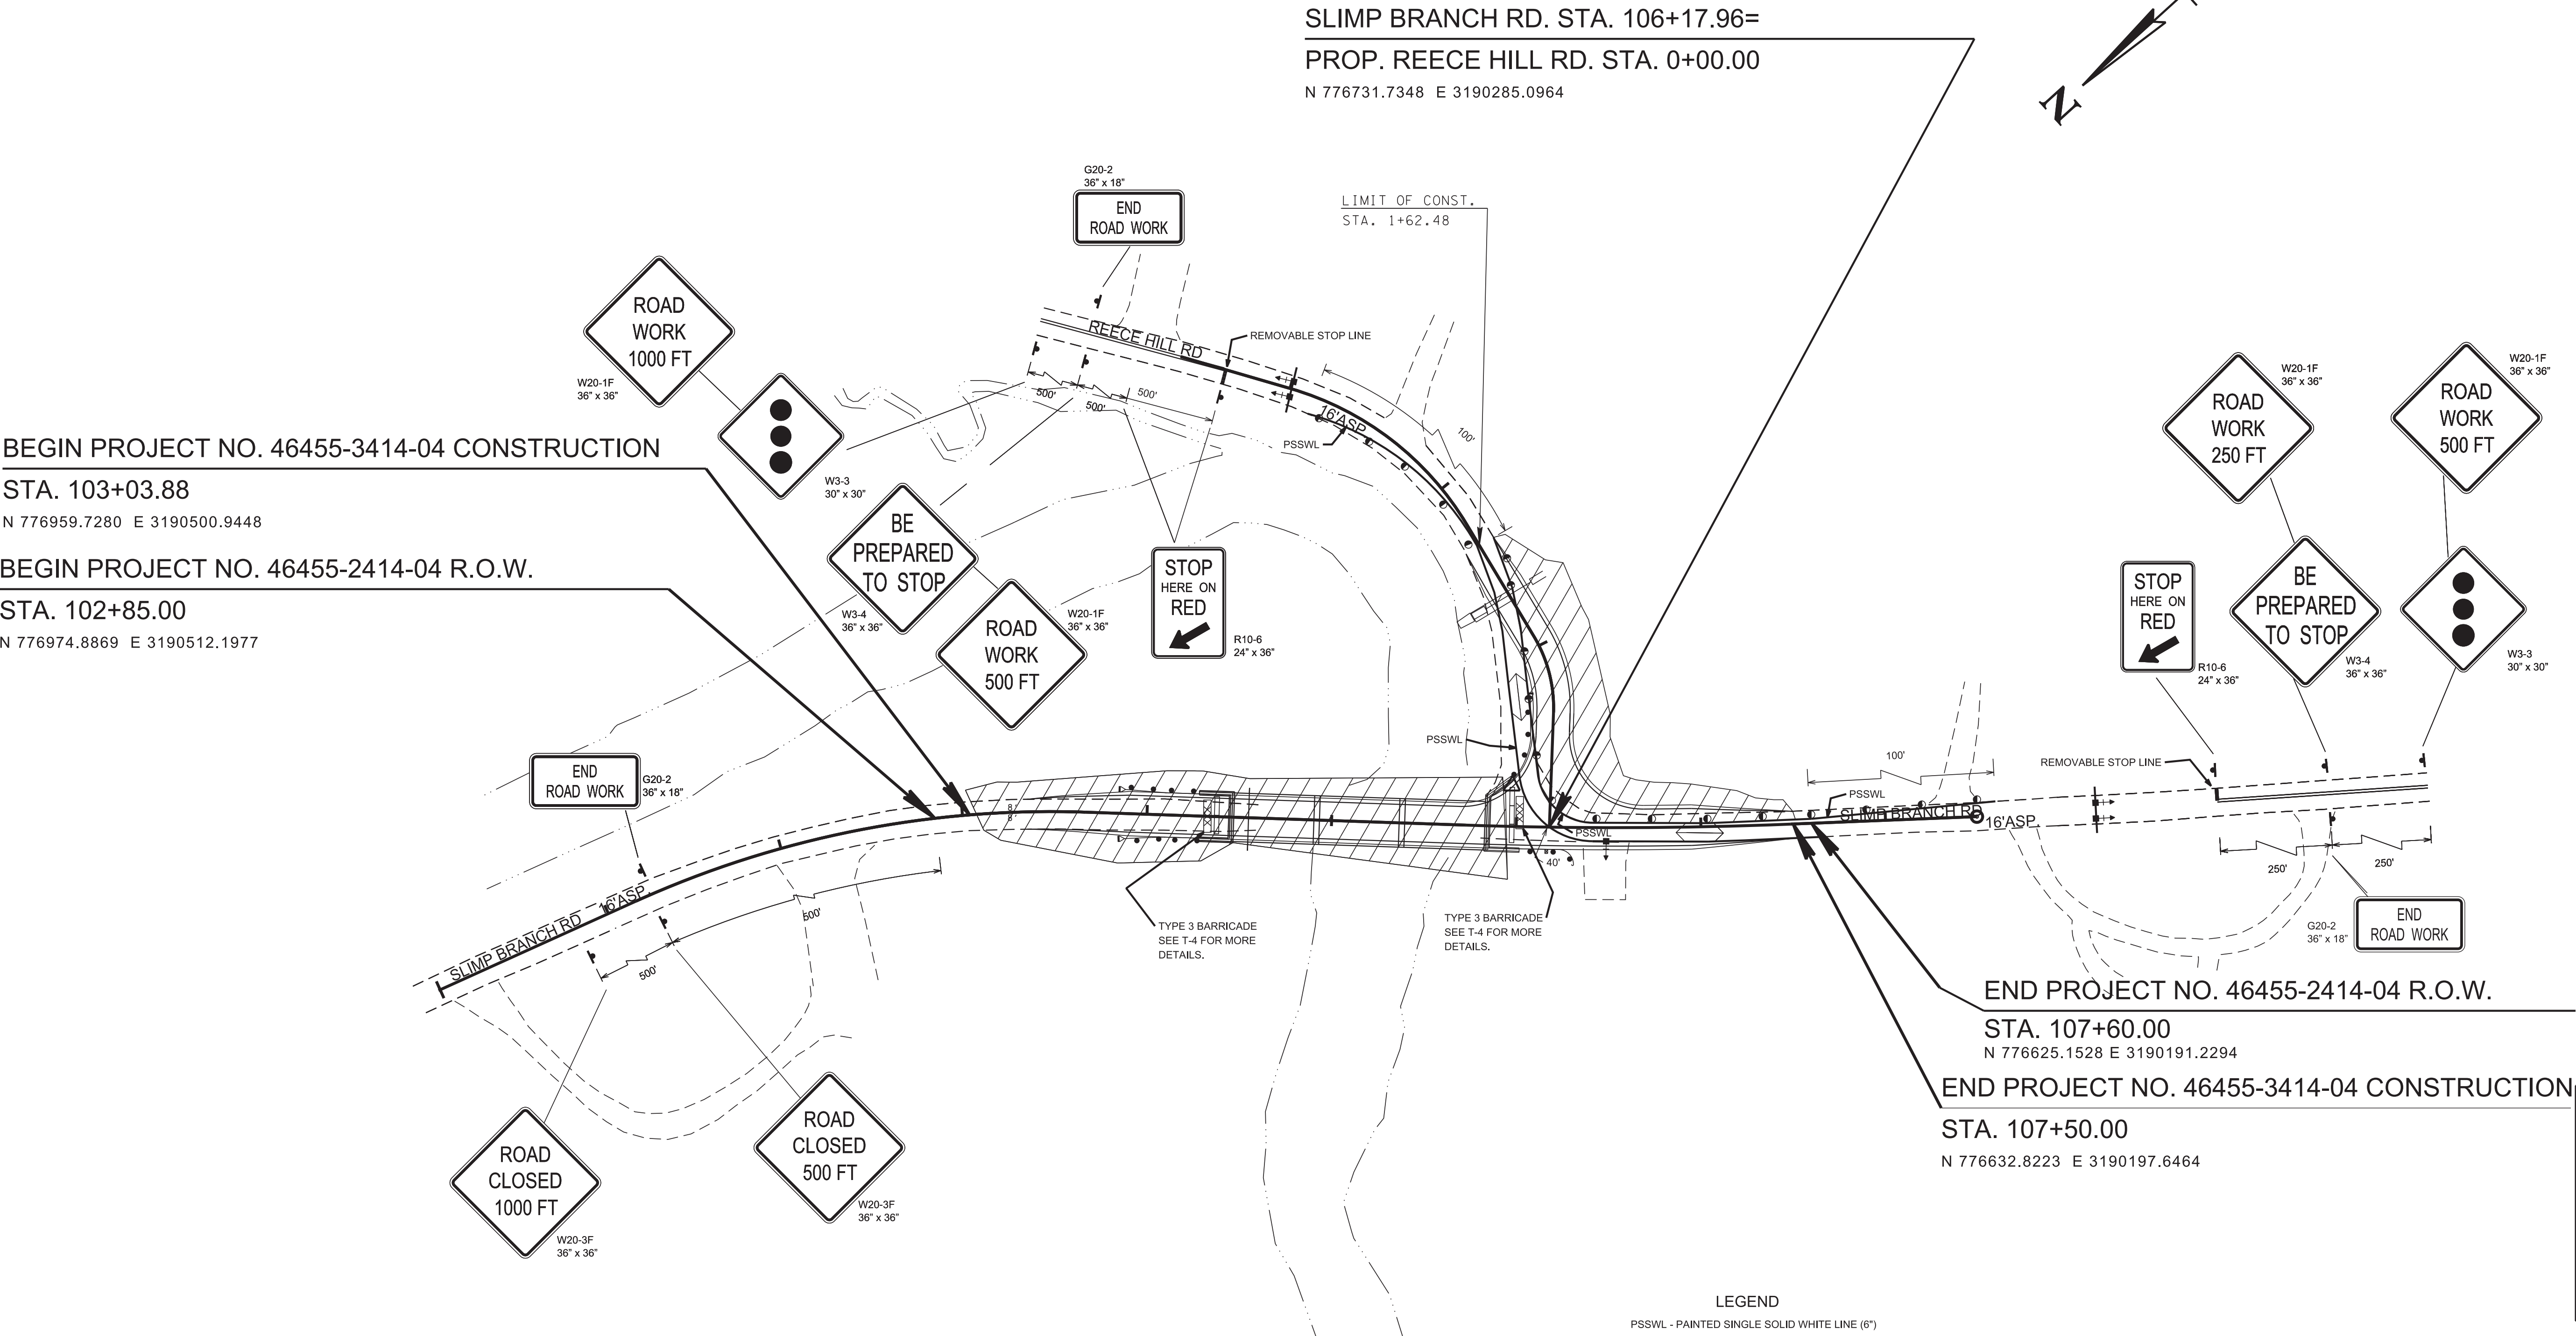 SLIMP BRANCH RD. STA. 106+17.96=
PROP. REECE HILL RD. STA. 0+00.00
N 776731.7348 E 3190285.0964
N
G20-2
36" x 18"
END
ROAD WORK
LIMIT OF CONST.
STA. 1+62.48
ROAD
WORK
1000 FT
W20-1F
36" x 36"
W3-3
30" x 30"
REECE HILL RD
REMOVABLE STOP LINE
500'
500'
500'
16'ASP.
PSSWL
100'
BEGIN PROJECT NO. 46455-3414-04 CONSTRUCTION
STA. 103+03.88
N 776959.7280 E 3190500.9448
BEGIN PROJECT NO. 46455-2414-04 R.O.W.
STA. 102+85.00
N 776974.8869 E 3190512.1977
BE
PREPARED
TO STOP
W3-4
36" x 36"
ROAD
WORK
500 FT
W20-1F
36" x 36"
STOP
HERE ON
RED
R10-6
24" x 36"
ROAD
WORK
250 FT
W20-1F
36" x 36"
ROAD
WORK
500 FT
W20-1F
36" x 36"
STOP
HERE ON
RED
R10-6
24" x 36"
BE
PREPARED
TO STOP
W3-4
36" x 36"
W3-3
30" x 30"
END
ROAD WORK
G20-2
36" x 18"
PSSWL
100'
REMOVABLE STOP LINE
PSSWL
SLIMP BRANCH RD
16'ASP.
PSSWL
8'
8'
40'
250'
250'
SLIMP BRANCH RD
16'ASP.
500'
500'
TYPE 3 BARRICADE
SEE T-4 FOR MORE
DETAILS.
TYPE 3 BARRICADE
SEE T-4 FOR MORE
DETAILS.
G20-2
36" x 18"
END
ROAD WORK
END PROJECT NO. 46455-2414-04 R.O.W.
STA. 107+60.00
N 776625.1528 E 3190191.2294
END PROJECT NO. 46455-3414-04 CONSTRUCTION
STA. 107+50.00
N 776632.8223 E 3190197.6464
ROAD
CLOSED
1000 FT
W20-3F
36" x 36"
ROAD
CLOSED
500 FT
W20-3F
36" x 36"
LEGEND
PSSWL - PAINTED SINGLE SOLID WHITE LINE (6")